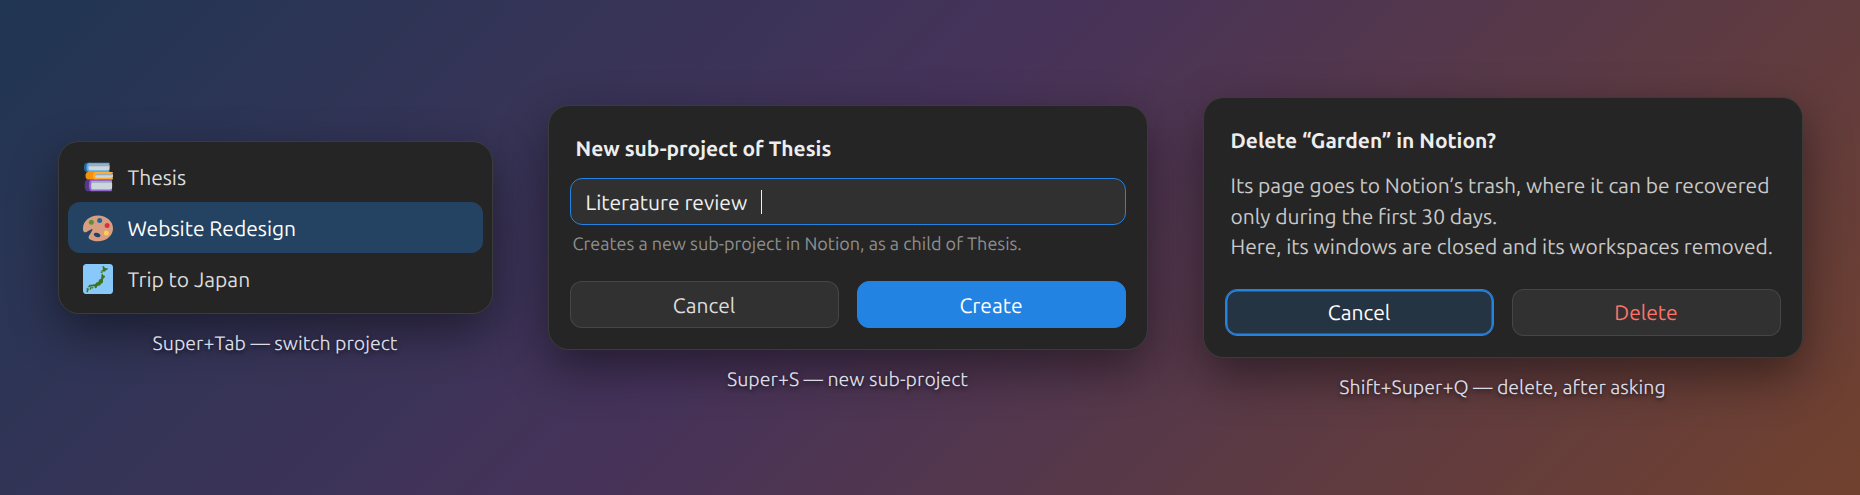 Thesis
Website Redesign
Trip to Japan
Super+Tab — switch project
New sub-project of Thesis
Literature review
Creates a new sub-project in Notion, as a child of Thesis.
Cancel
Create
Super+S — new sub-project
Delete “Garden” in Notion?
Its page goes to Notion’s trash, where it can be recovered
only during the first 30 days.
Here, its windows are closed and its workspaces removed.
Cancel
Delete
Shift+Super+Q — delete, after asking